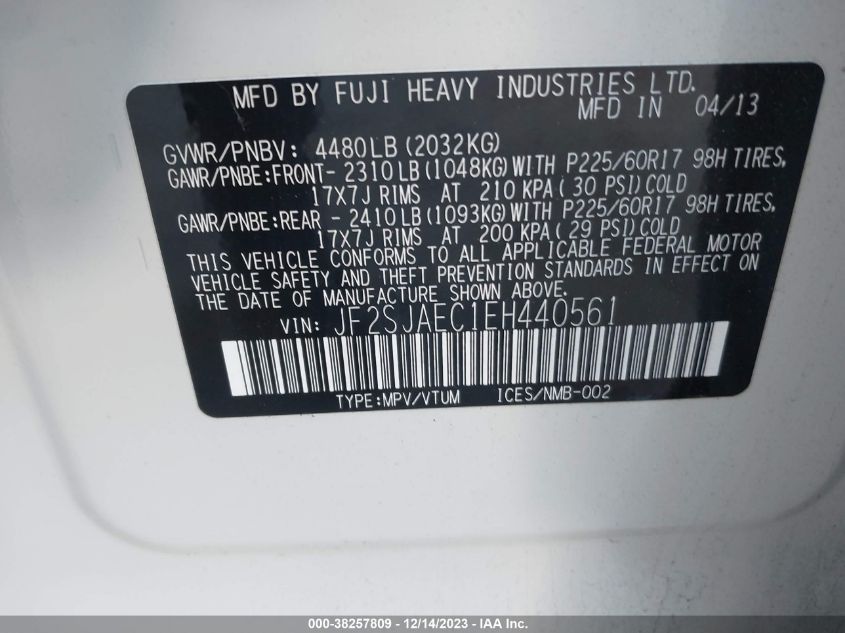 MFD BY FUJI HEAVY INDUSTRIES LTD.
MFD IN 04/13
GVWR/PNBV: 4480LB(2032KG)
GAWR/PNBE:FRONT- 2310LB(1048KG)WITH P225/60R17 98H TIRES,
17X7J RIMS AT 210 KPA( 30 PSI)COLD
GAWR/PNBE:REAR - 2410LB(1093KG)WITH P225/60R17 98H TIRES,
17X7J RIMS AT 200 KPA( 29 PSI)COLD
THIS VEHICLE CONFORMS TO ALL APPLICABLE FEDERAL MOTOR
VEHICLE SAFETY AND THEFT PREVENTION STANDARDS IN EFFECT ON
THE DATE OF MANUFACTURE SHOWN ABOVE.
VIN: JF2SJAEC1EH440561
TYPE:MPV/VTUM ICES/NMB-002
000-38257809 - 12/14/2023 - IAA Inc.